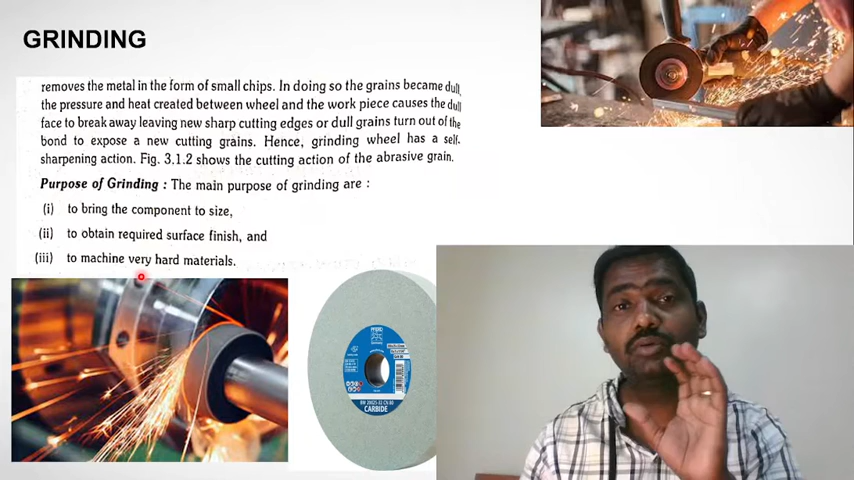 GRINDING
removes the metal in the form of small chips. In doing so the grains became dull,
the pressure and heat created between wheel and the work piece causes the dull
face to break away leaving new sharp cutting edges or dull grains turn out of the
bond to expose a new cutting grains. Hence, grinding wheel has a self-
sharpening action. Fig. 3.1.2 shows the cutting action of the abrasive grain.
Purpose of Grinding : The main purpose of grinding are :
(i) to bring the component to size,
(ii) to obtain required surface finish, and
(iii) to machine very hard materials.
PFERD
CARBIDE